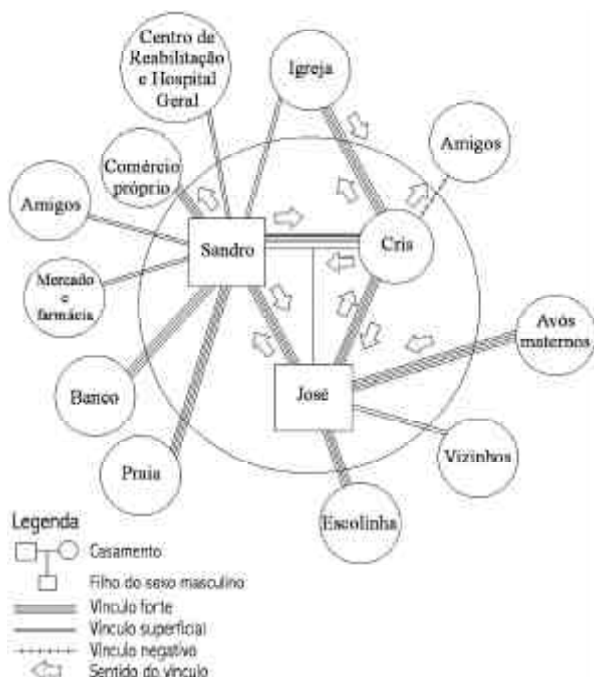 Centro de
Reabilitação
e Hospital
Geral
Igreja
Amigos
Comércio
próprio
Amigos
Sandro
Cris
Mercado
e
farmácia
Avós
maternos
Banco
José
Praia
Vizinhos
Escolinha
Legenda
Casamento
Filho do sexo masculino
Vínculo forte
Vínculo superficial
Vínculo negativo
Sentido do vínculo